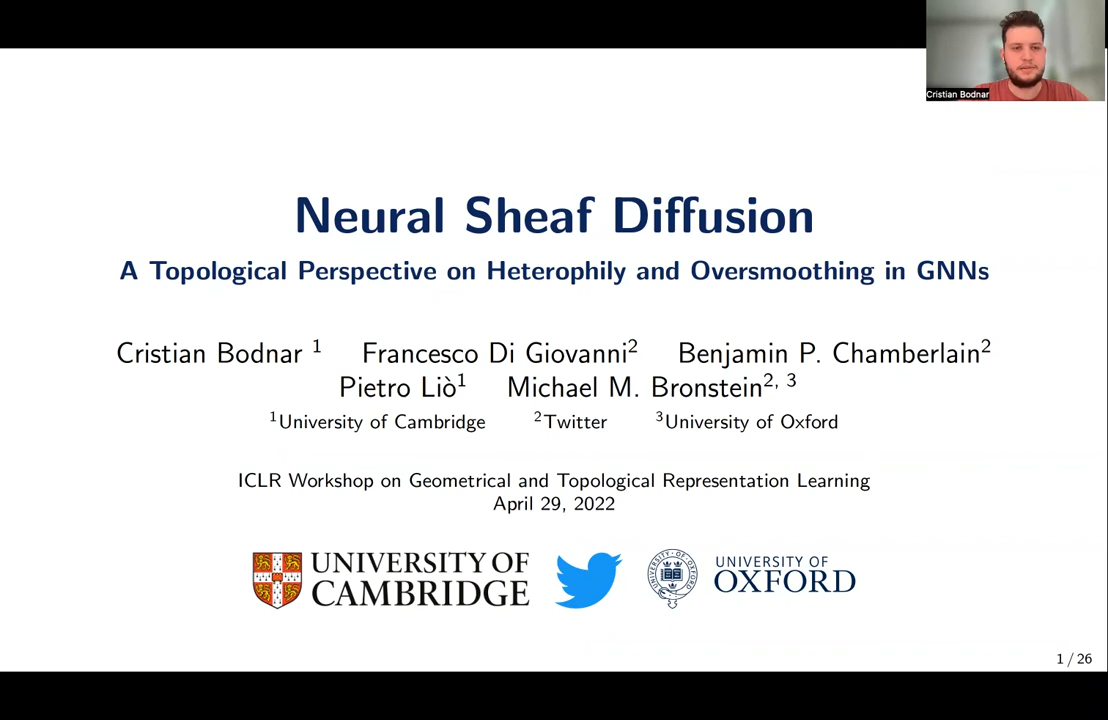 Cristian Bodnar
Neural Sheaf Diffusion
A Topological Perspective on Heterophily and Oversmoothing in GNNs
Cristian Bodnar ¹ Francesco Di Giovanni² Benjamin P. Chamberlain²
Pietro Liò¹ Michael M. Bronstein², ³
¹University of Cambridge ²Twitter ³University of Oxford
ICLR Workshop on Geometrical and Topological Representation Learning
April 29, 2022
UNIVERSITY OF
CAMBRIDGE
UNIVERSITY OF
OXFORD
1 / 26